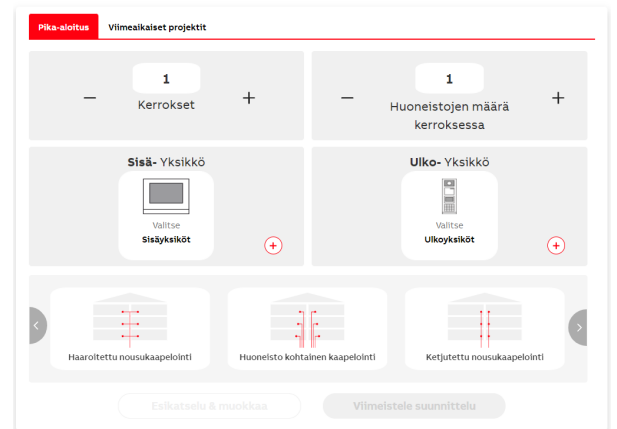 Pika-aloitus Viimeaikaiset projektit
1
− Kerrokset +
1
− Huoneistojen määrä +
kerroksessa
Sisä- Yksikkö
Valitse
Sisäyksiköt
Ulko- Yksikkö
Valitse
Ulkoyksiköt
Haaroitettu nousukaapelointi
Huoneisto kohtainen kaapelointi
Ketjutettu nousukaapelointi
Esikatselu & muokkaa
Viimeistele suunnittelu